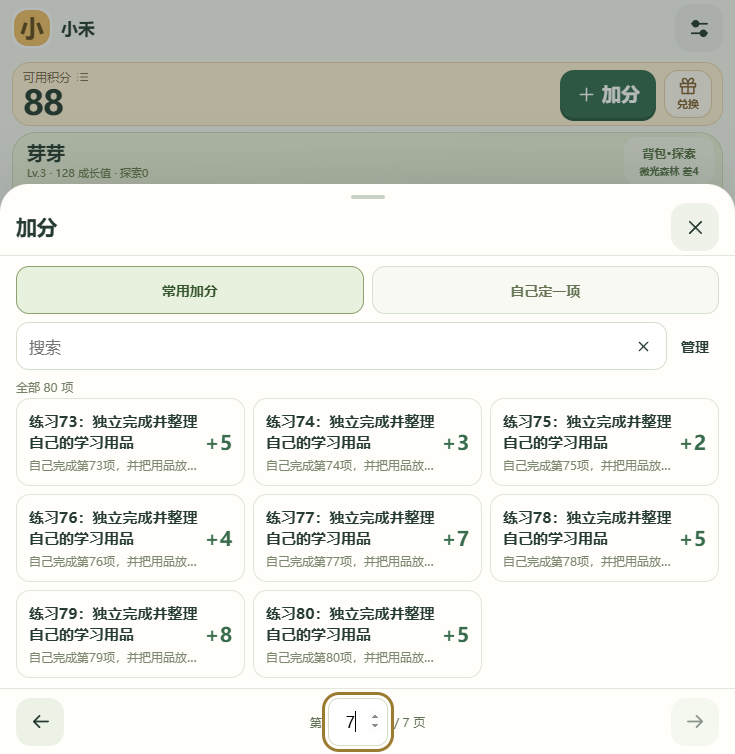 小 小禾
可用积分
88
+ 加分
兑换
芽芽
Lv.3 · 128 成长值 · 探索0
背包•探索
微光森林 差4
加分
常用加分
自己定一项
搜索
管理
全部 80 项
练习73：独立完成并整理
自己的学习用品
+5
自己完成第73项，并把用品放...
练习74：独立完成并整理
自己的学习用品
+3
自己完成第74项，并把用品放...
练习75：独立完成并整理
自己的学习用品
+2
自己完成第75项，并把用品放...
练习76：独立完成并整理
自己的学习用品
+4
自己完成第76项，并把用品放...
练习77：独立完成并整理
自己的学习用品
+7
自己完成第77项，并把用品放...
练习78：独立完成并整理
自己的学习用品
+5
自己完成第78项，并把用品放...
练习79：独立完成并整理
自己的学习用品
+8
自己完成第79项，并把用品放...
练习80：独立完成并整理
自己的学习用品
+5
自己完成第80项，并把用品放...
第 7 / 7 页